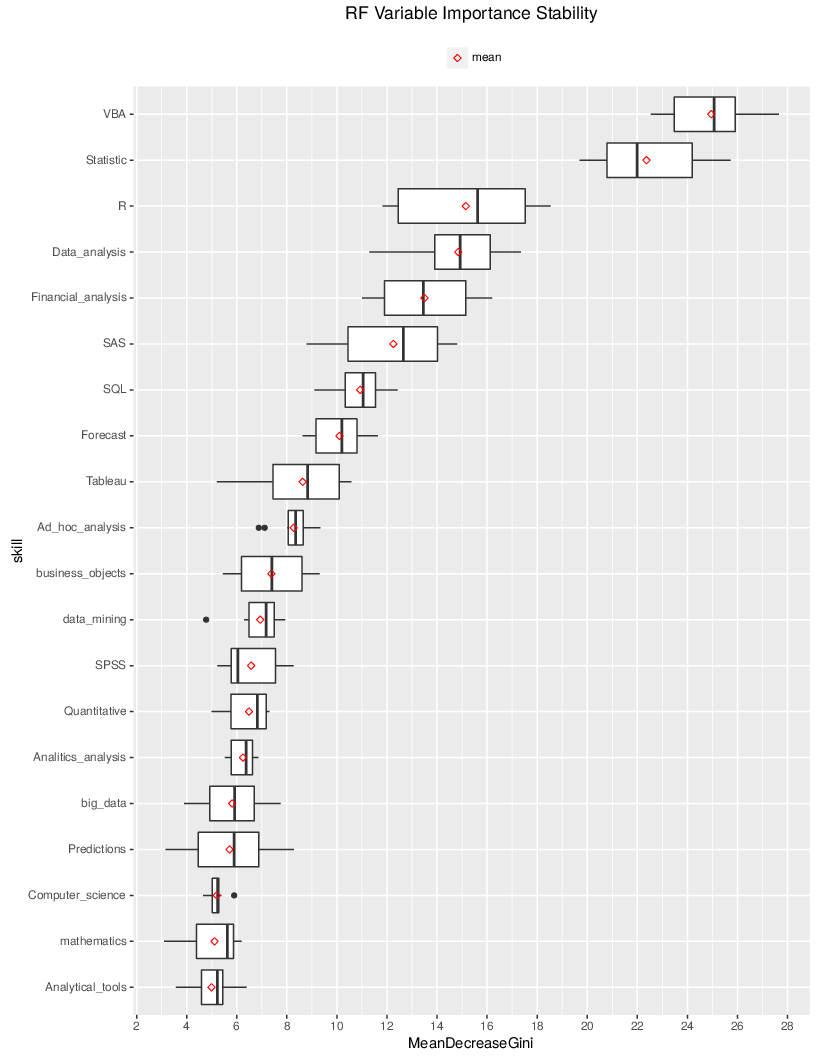 RF Variable Importance Stability
mean
VBA
Statistic
R
Data_analysis
Financial_analysis
SAS
SQL
Forecast
Tableau
Ad_hoc_analysis
skill
business_objects
data_mining
SPSS
Quantitative
Analitics_analysis
big_data
Predictions
Computer_science
mathematics
Analytical_tools
2 4 6 8 10 12 14 16 18 20 22 24 26 28
MeanDecreaseGini